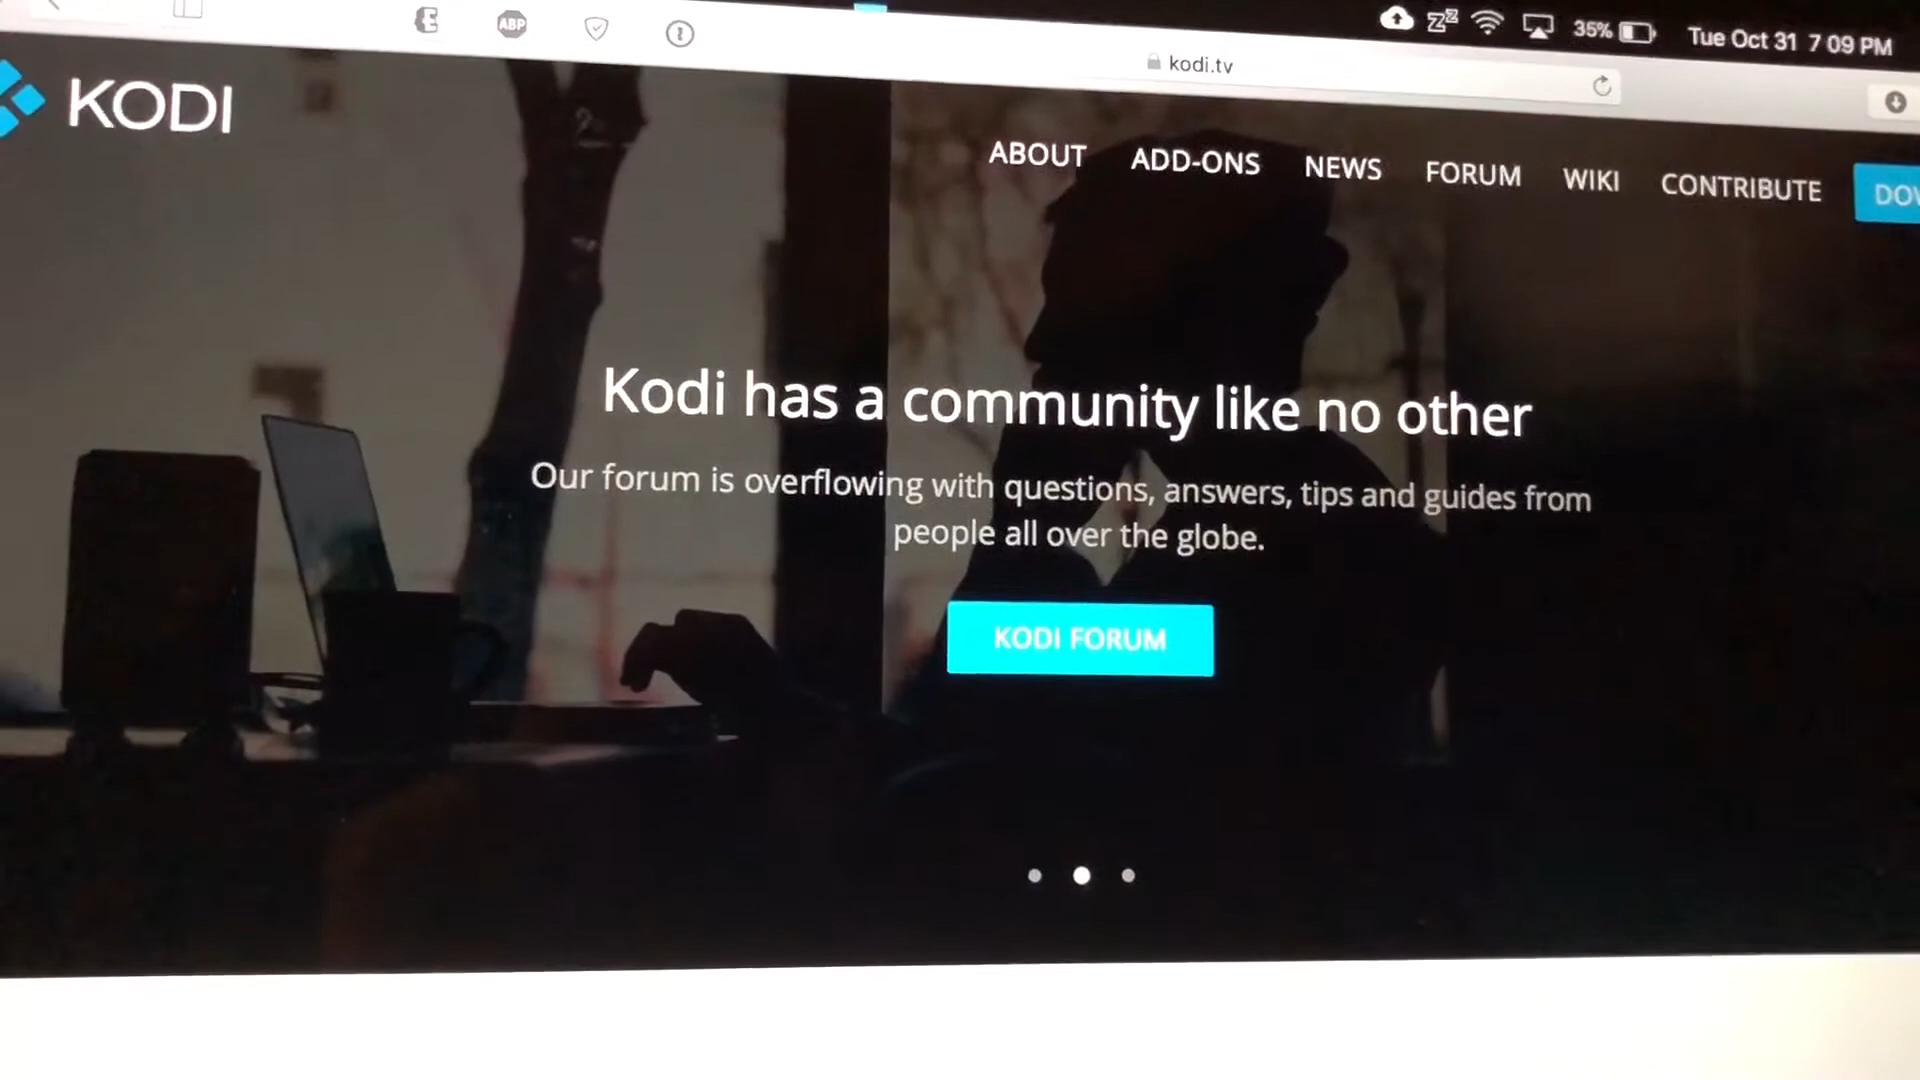 35% Tue Oct 31 7 09 PM
ABP
kodi.tv
KODI
ABOUT ADD-ONS NEWS FORUM WIKI CONTRIBUTE
Kodi has a community like no other
Our forum is overflowing with questions, answers, tips and guides from
people all over the globe.
KODI FORUM